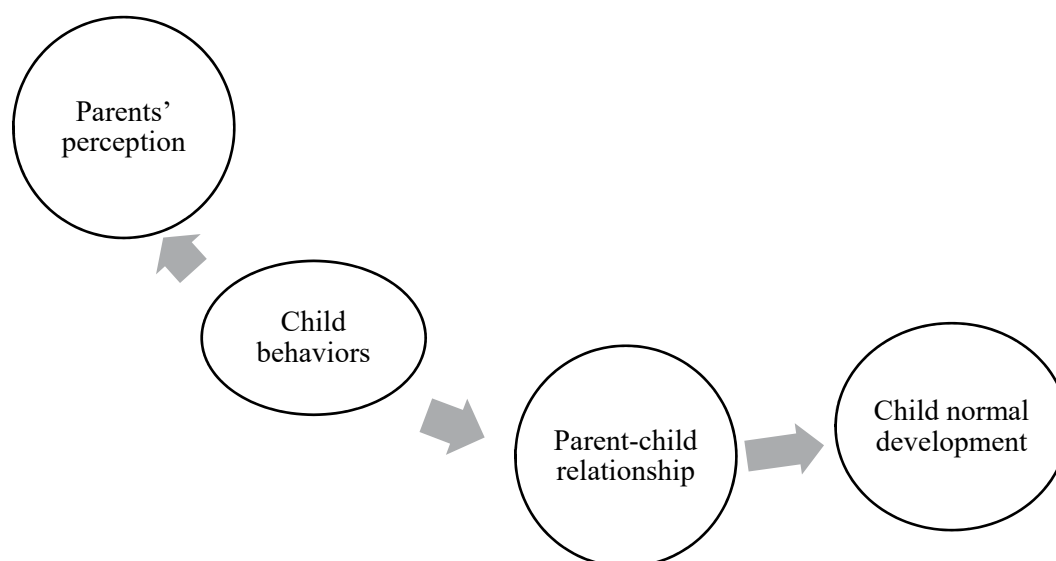 Parents’
perception
Child
behaviors
Parent-child
relationship
Child normal
development